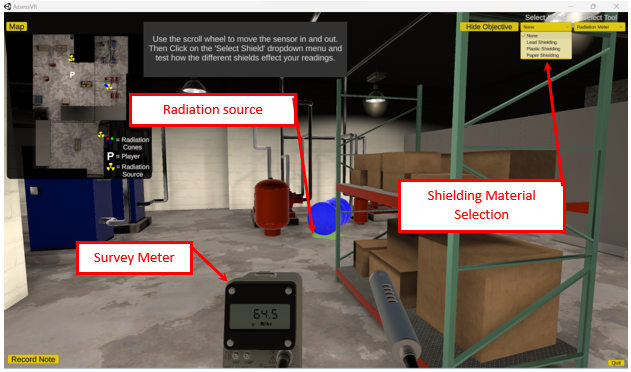 AssessVR
Map
Use the scroll wheel to move the sensor in and out.
Then Click on the 'Select Shield' dropdown menu and
test how the different shields effect your readings.
Select
ect Tool
Hide Objective
None
Radiation Meter
None
Lead Shielding
Plastic Shielding
Paper Shielding
P
Radiation source
= Radiation
Cones
P = Player
= Radiation
Source
Shielding Material
Selection
Survey Meter
64.5
Record Note
Quit